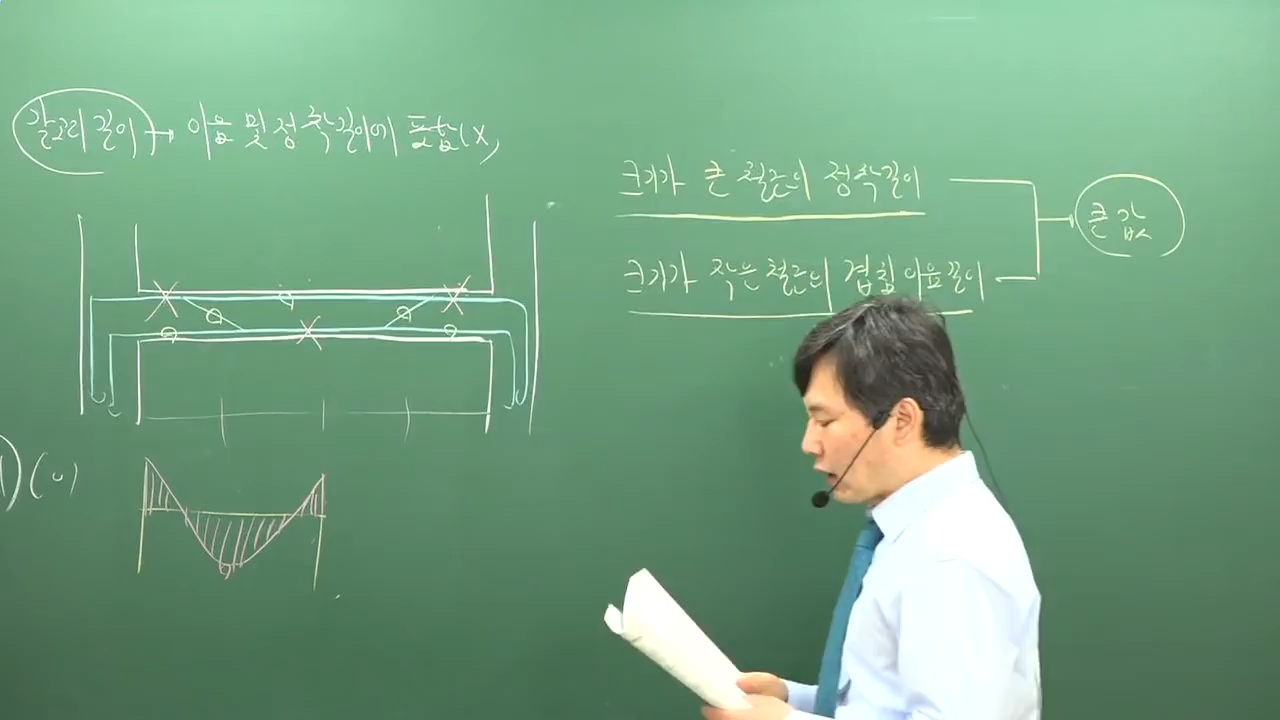 갈고리 길이 → 이음 및 정착길이에 포함(X)
크기가 큰 철근의 정착길이
크기가 작은 철근의 겹침이음길이
큰 값